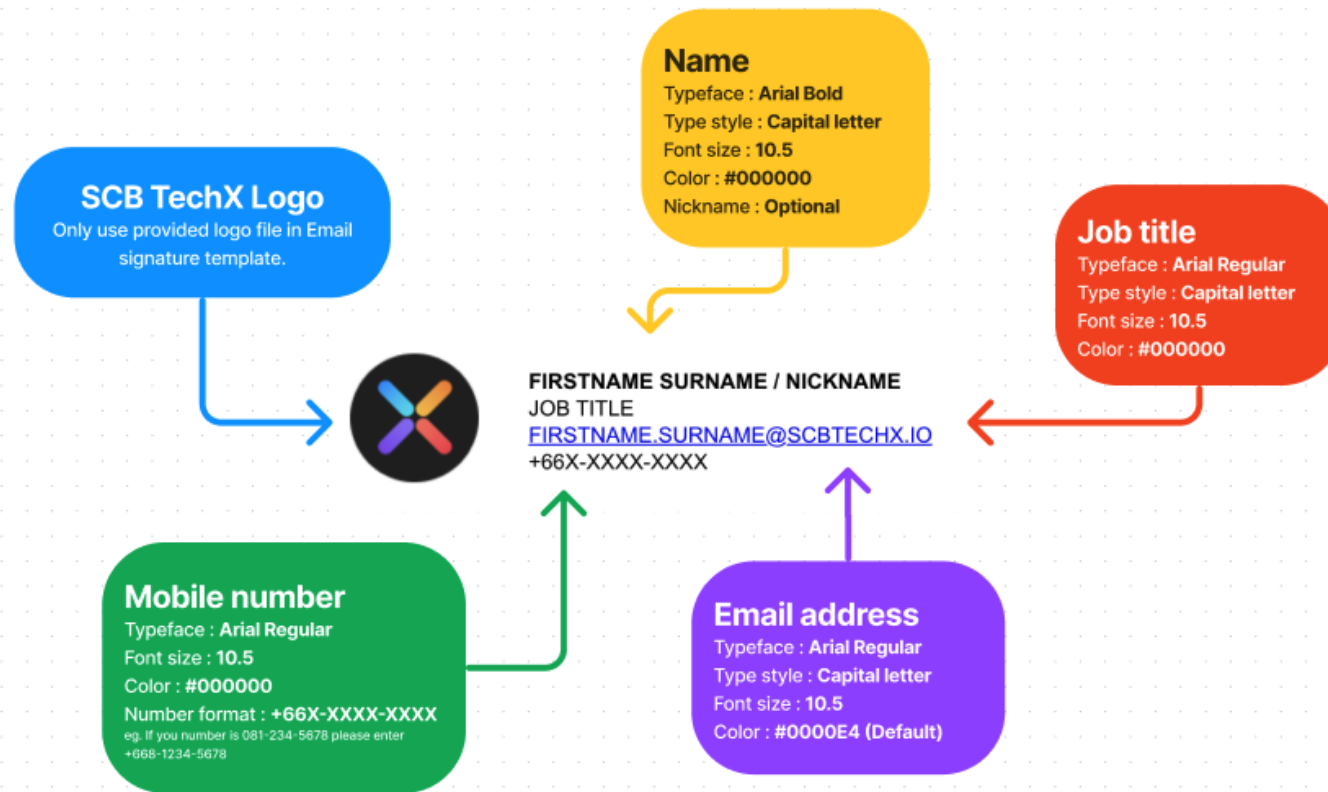 Name
Typeface : Arial Bold
Type style : Capital letter
Font size : 10.5
Color : #000000
Nickname : Optional
SCB TechX Logo
Only use provided logo file in Email
signature template.
Job title
Typeface : Arial Regular
Type style : Capital letter
Font size : 10.5
Color : #000000
FIRSTNAME SURNAME / NICKNAME
JOB TITLE
FIRSTNAME.SURNAME@SCBTECHX.IO
+66X-XXXX-XXXX
Mobile number
Typeface : Arial Regular
Font size : 10.5
Color : #000000
Number format : +66X-XXXX-XXXX
eg. If you number is 081-234-5678 please enter
+668-1234-5678
Email address
Typeface : Arial Regular
Type style : Capital letter
Font size : 10.5
Color : #0000E4 (Default)